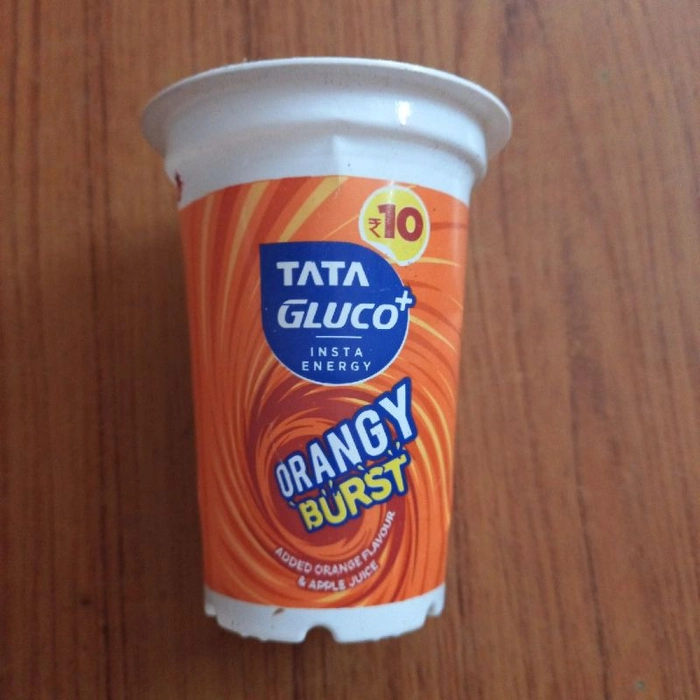 ₹10
TATA
GLUCO+
INSTA
ENERGY
ORANGY
BURST
ADDED ORANGE FLAVOUR
& APPLE JUICE